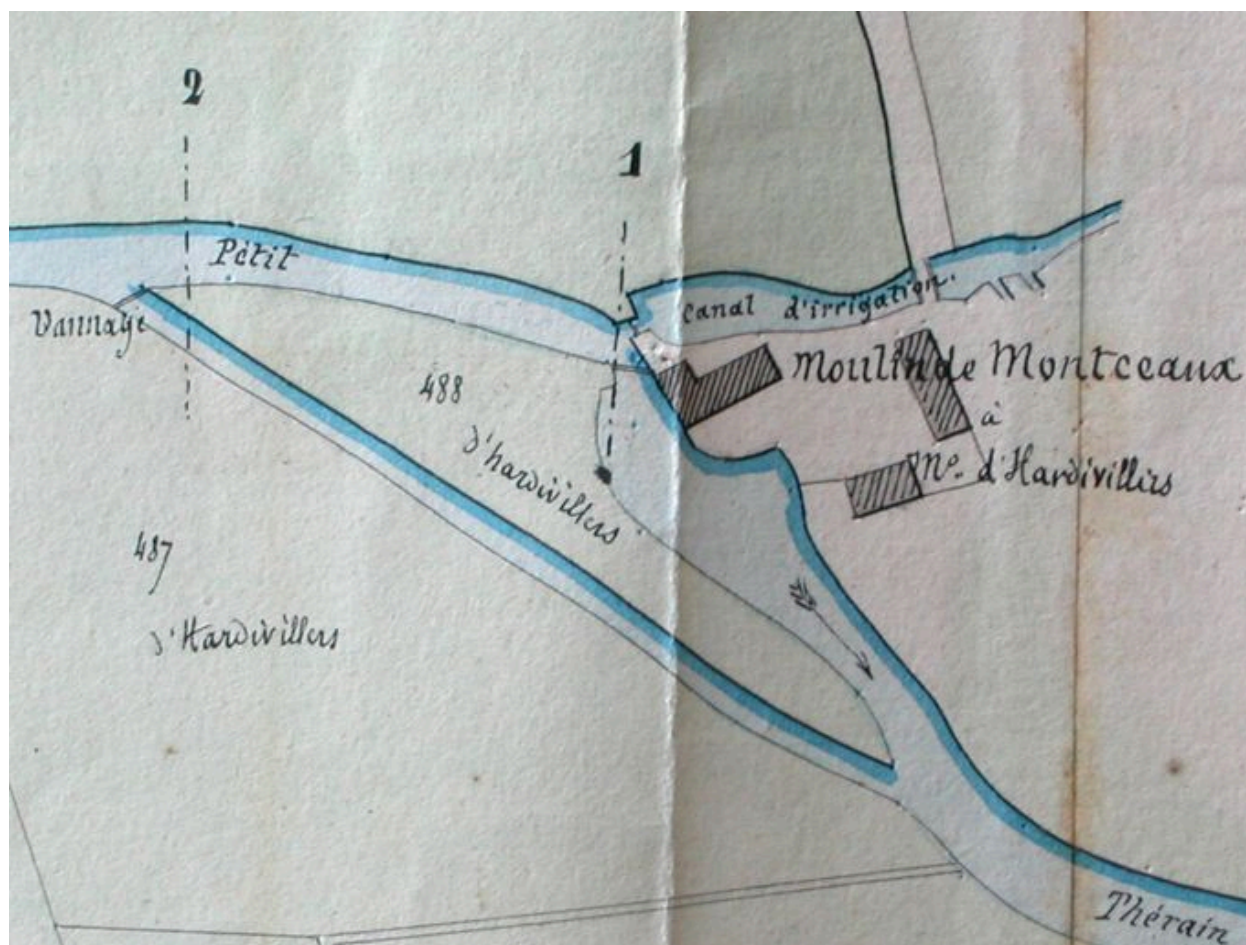 2
1
Petit
Canal d'irrigation.
Vannage
Moulin de Montceaux
à
Mr. d'Hardivillers
488
d'hardivillers
487
d'Hardivillers
Thérain